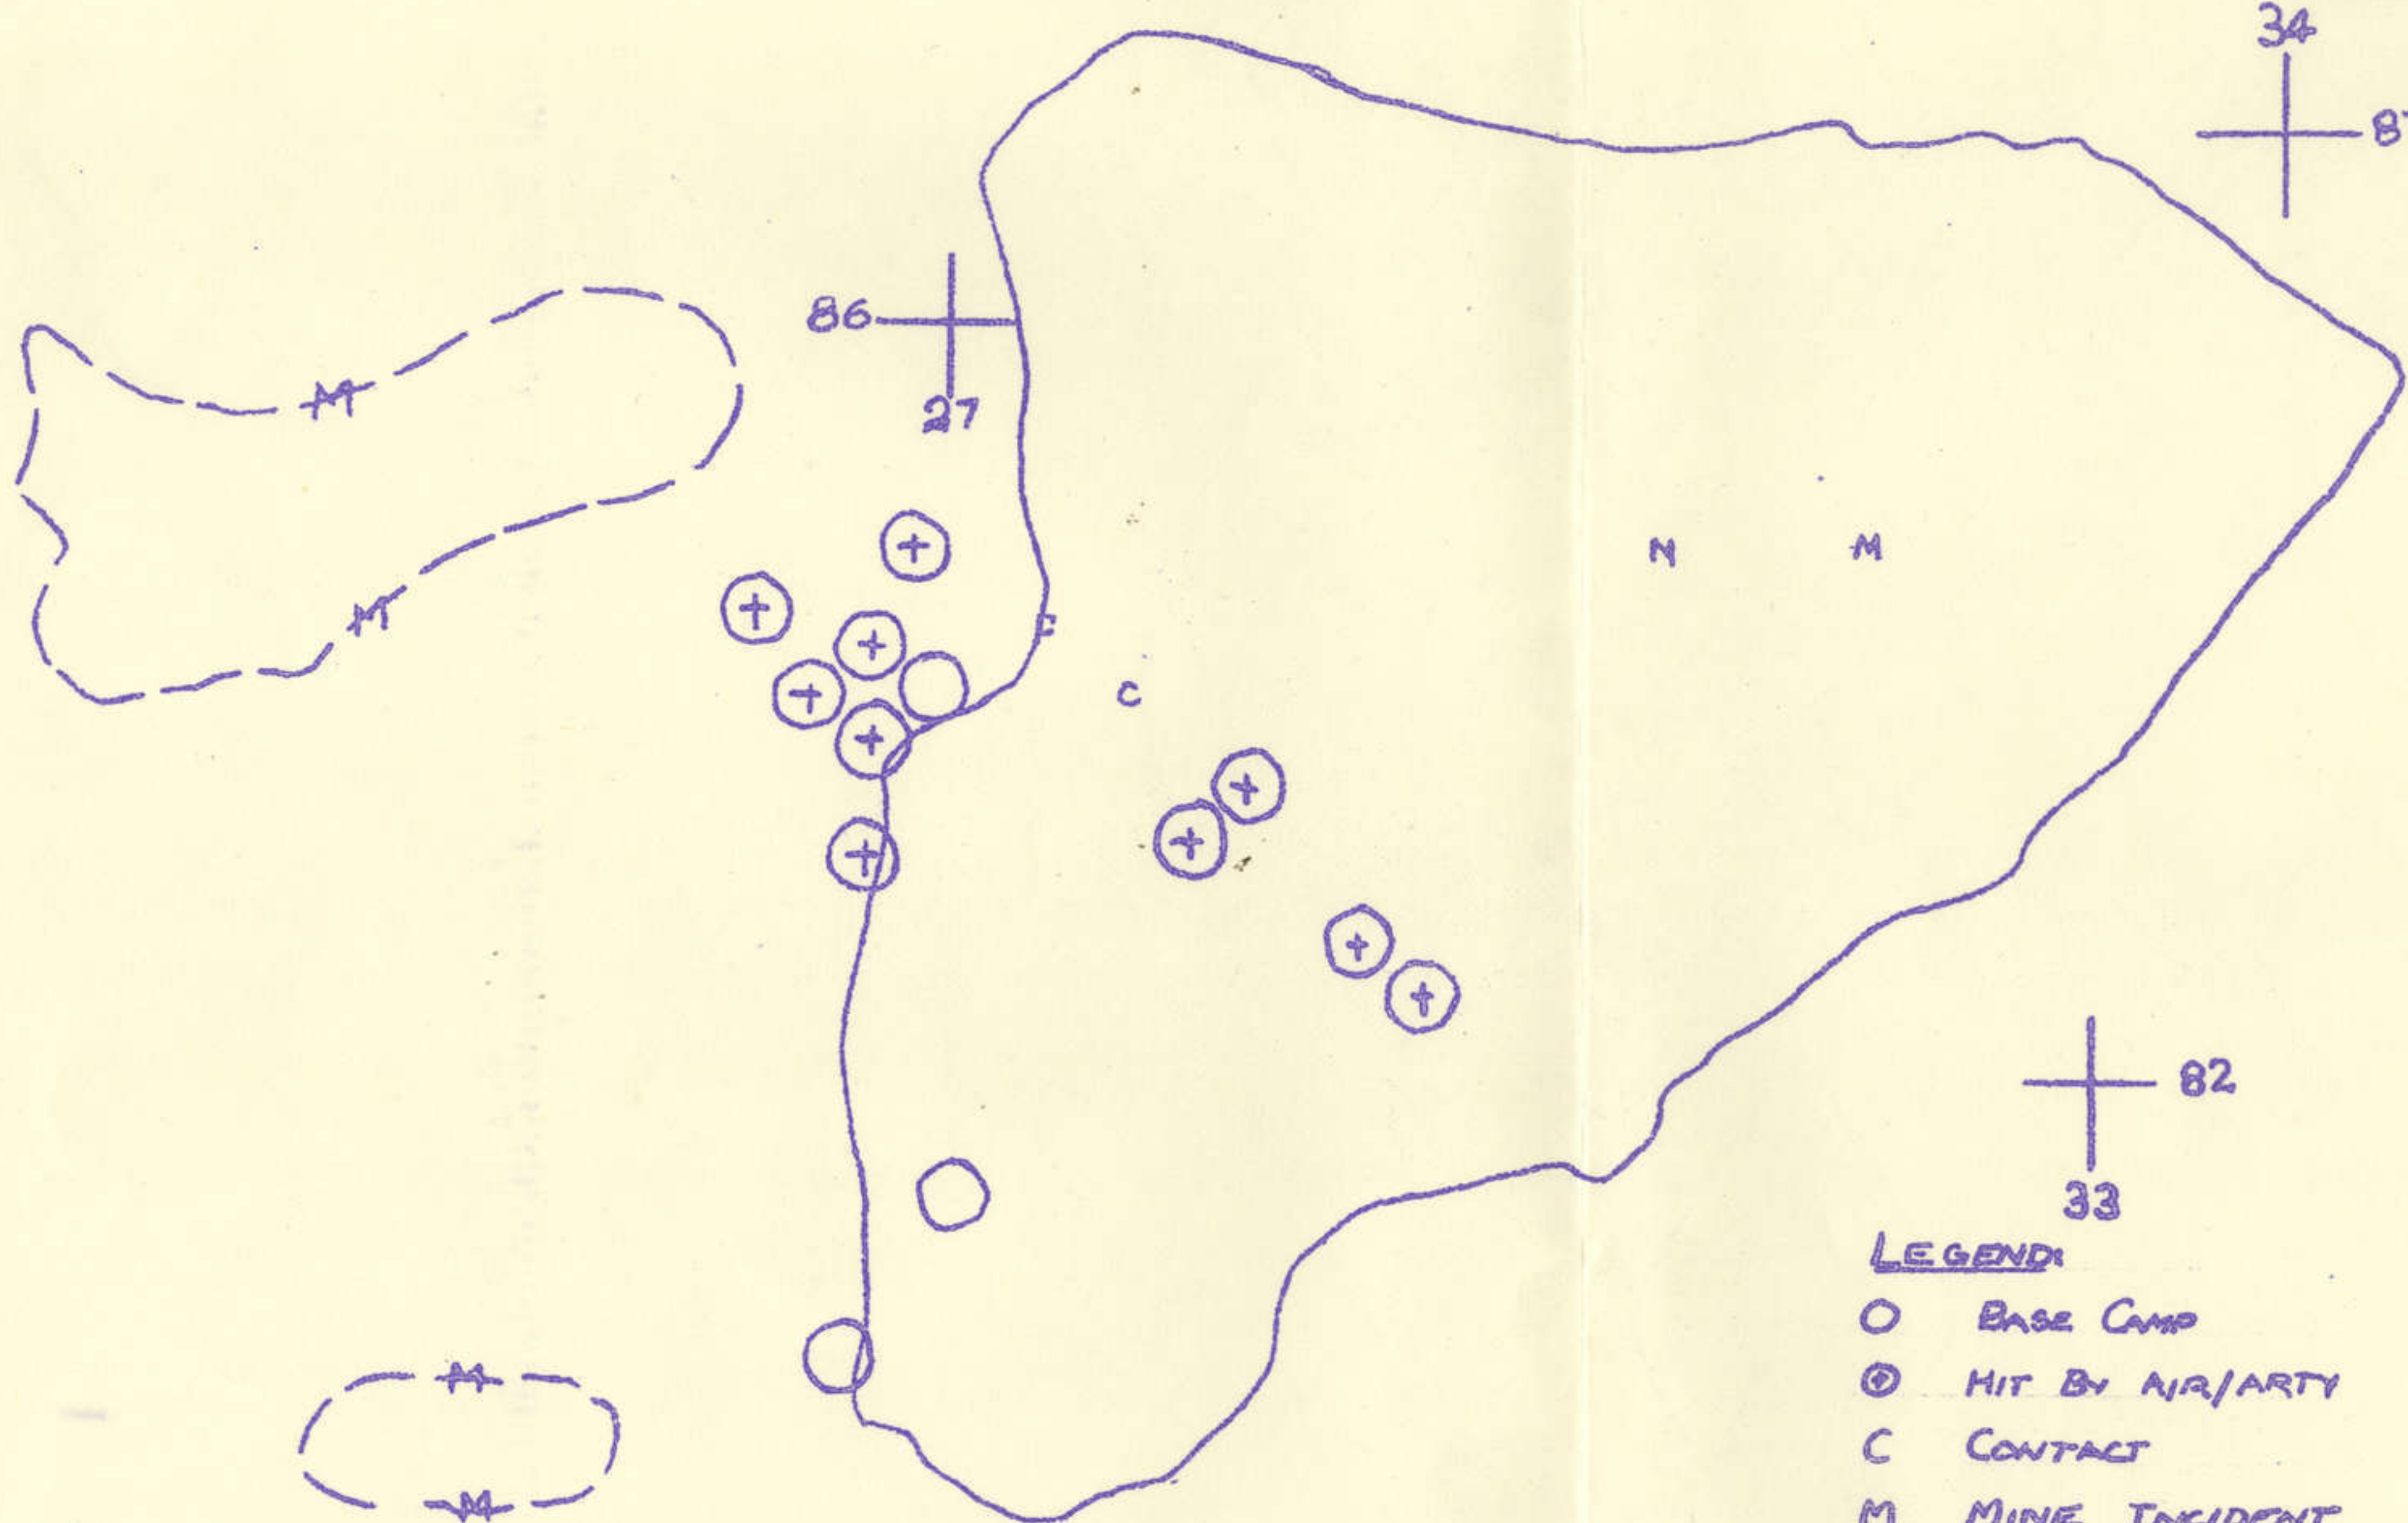 34
8
86
27
M
M
N M
C
82
33
LEGEND:
BASE CAMP
HIT BY AIR/ARTY
C CONTACT
M MINE INCIDENT
M
M